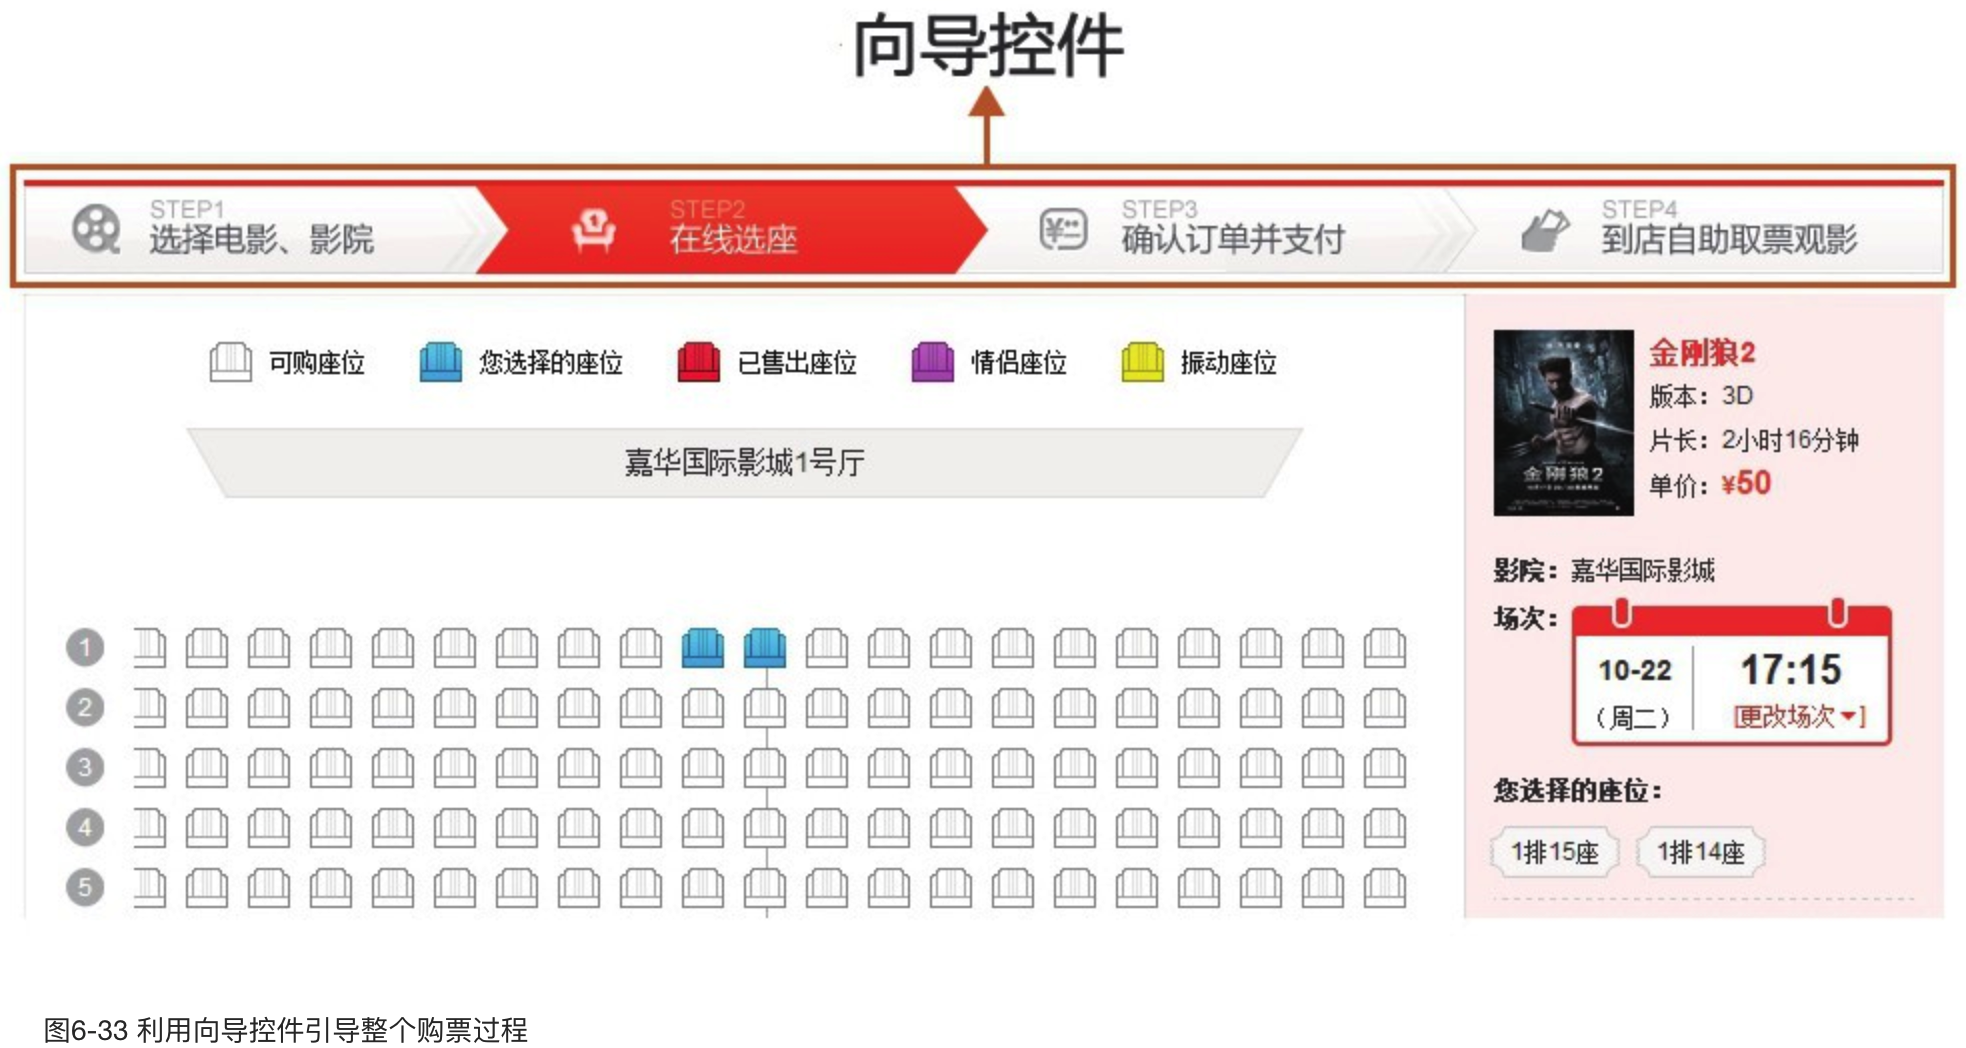 向导控件
STEP1
选择电影、影院
STEP2
在线选座
STEP3
确认订单并支付
STEP4
到店自助取票观影
可购座位
您选择的座位
已售出座位
情侣座位
振动座位
嘉华国际影城1号厅
1
2
3
4
5
金刚狼2
金刚狼2
版本：3D
片长：2小时16分钟
单价：¥50
影院：嘉华国际影城
场次：
10-22
（周二）
17:15
[更改场次▼]
您选择的座位：
1排15座
1排14座
图6-33 利用向导控件引导整个购票过程